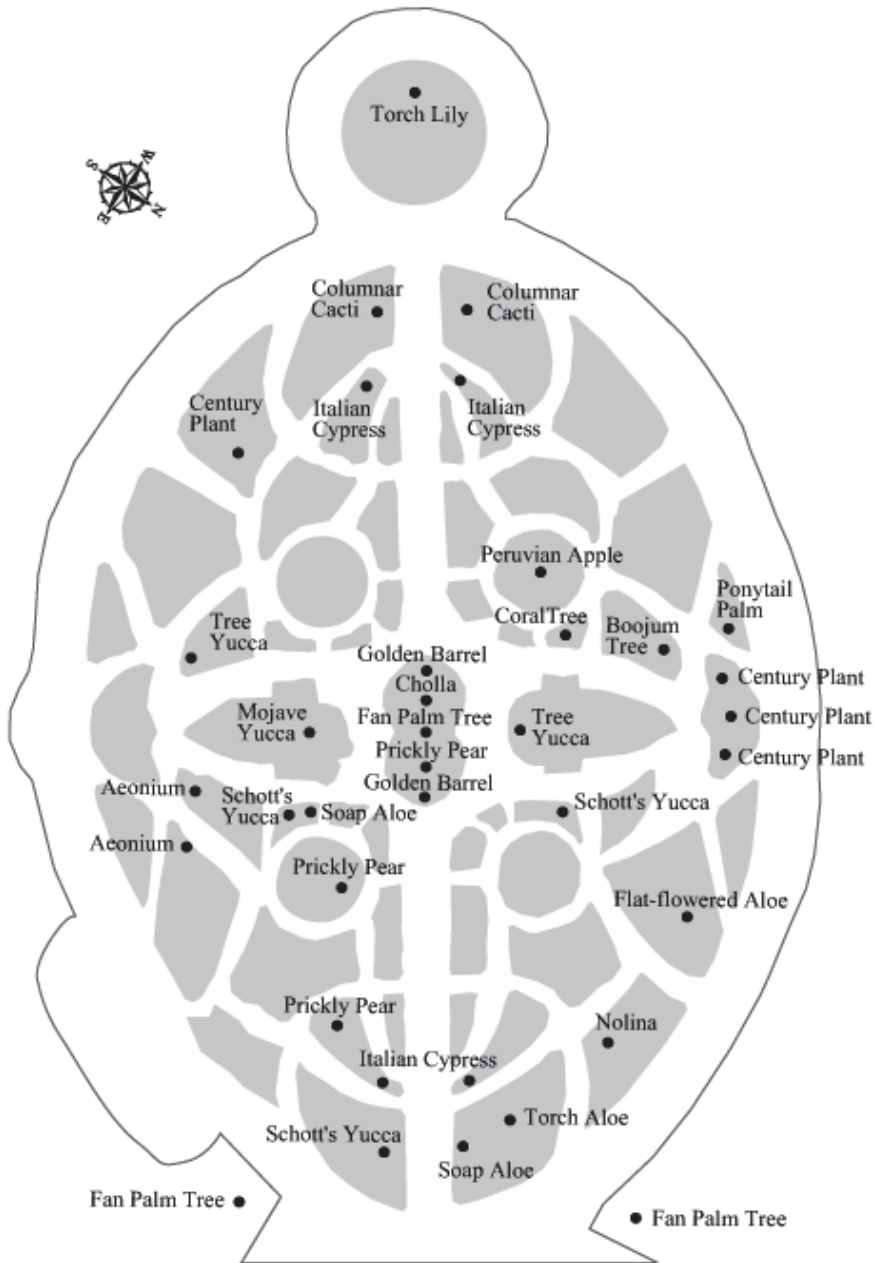 Torch Lily
W
S
N
E
Columnar
Cacti
Columnar
Cacti
Century
Plant
Italian
Cypress
Italian
Cypress
Peruvian Apple
Ponytail
Palm
CoralTree
Boojum
Tree
Tree
Yucca
Golden Barrel
Cholla
Fan Palm Tree
Prickly Pear
Golden Barrel
Century Plant
Century Plant
Century Plant
Mojave
Yucca
Tree
Yucca
Aeonium
Schott's
Yucca
Soap Aloe
Schott's Yucca
Aeonium
Prickly Pear
Flat-flowered Aloe
Prickly Pear
Nolina
Italian Cypress
Torch Aloe
Schott's Yucca
Soap Aloe
Fan Palm Tree
Fan Palm Tree